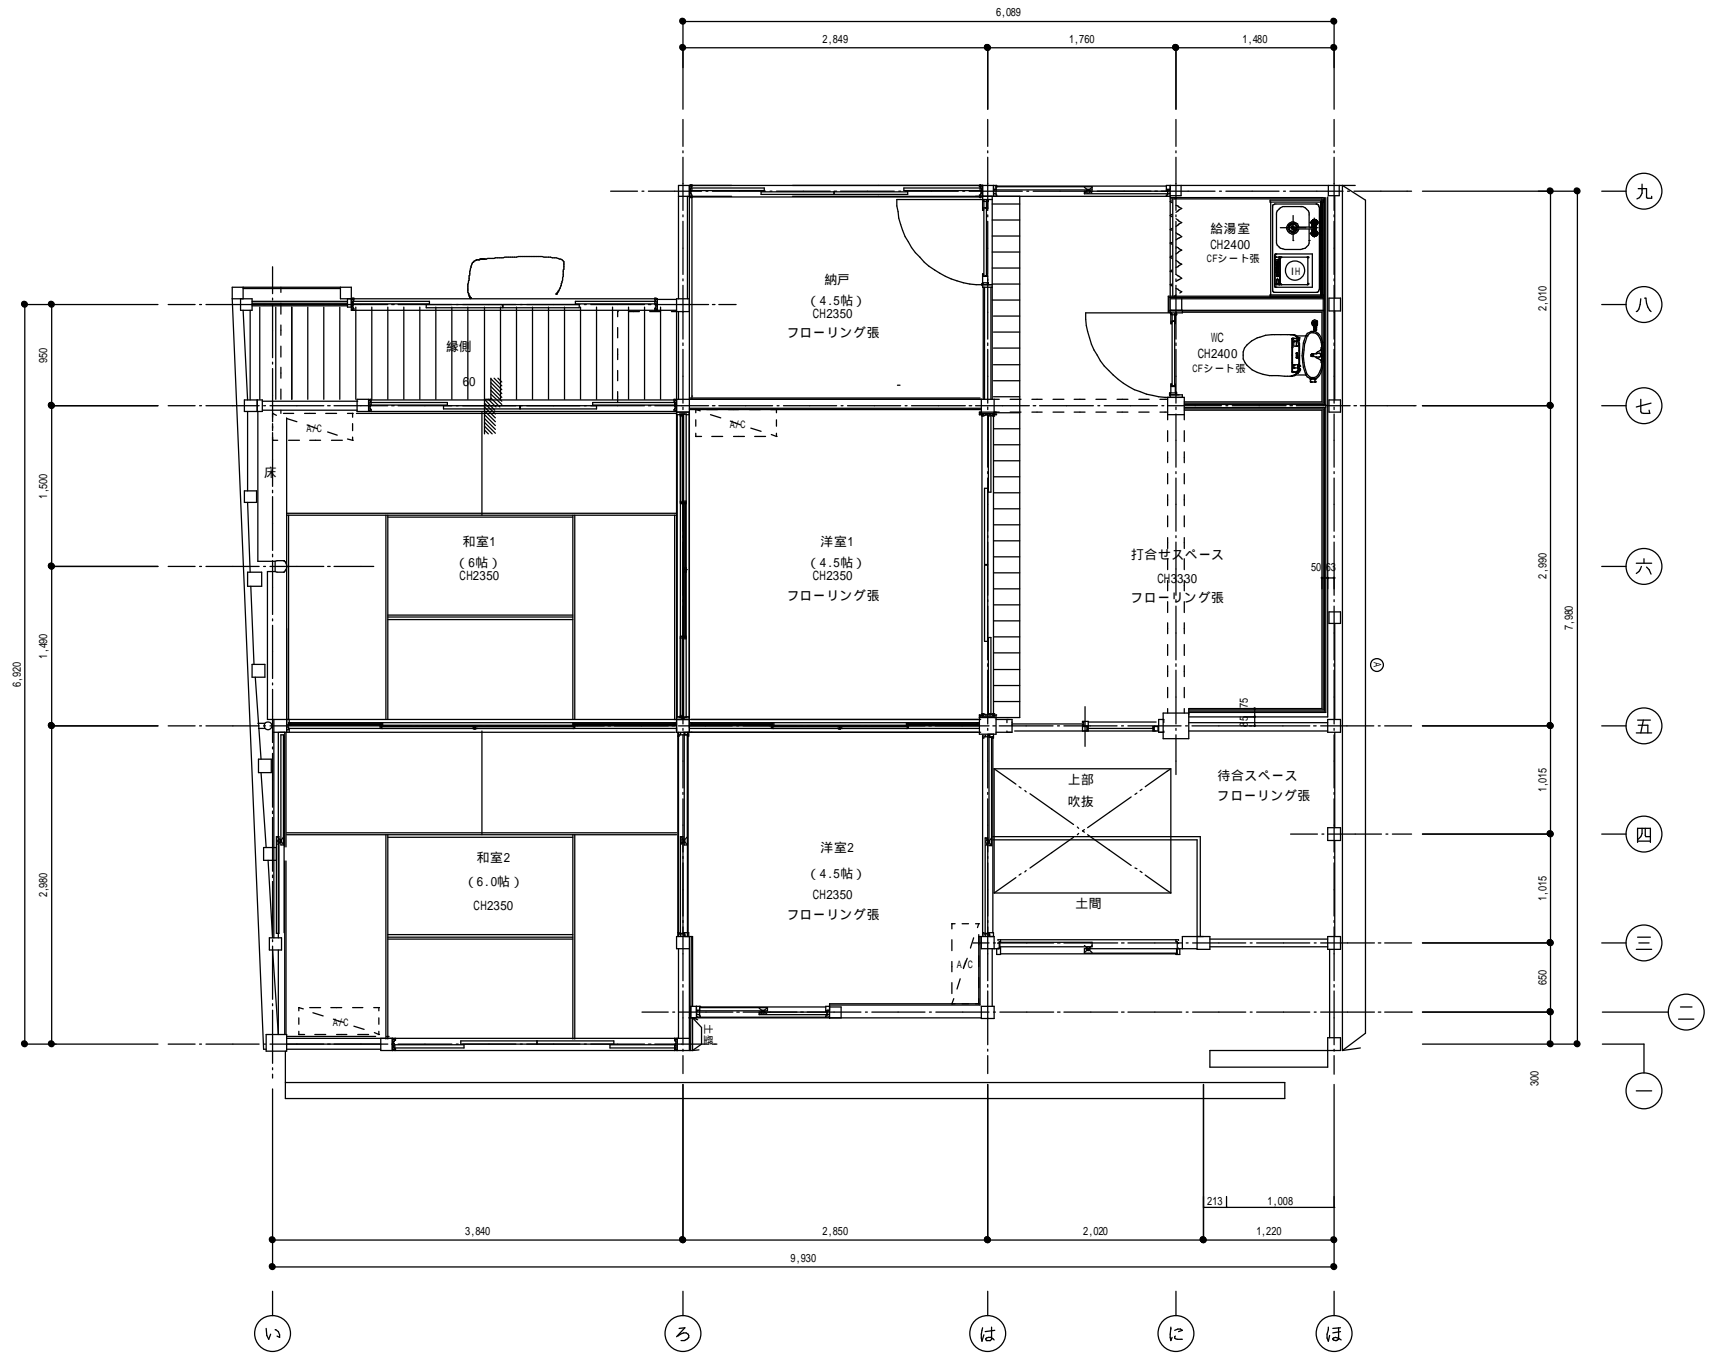 6,089
2,849
1,760
1,480
九
給湯室
CH2400
CFシート張
IH
納戸
(4.5帖)
CH2350
フローリング張
2,010
八
WC
CH2400
CFシート張
950
縁側
60
七
A/C
A/C
床
1,500
和室1
(6帖)
CH2350
洋室1
(4.5帖)
CH2350
フローリング張
打合せスペース
CH3330
フローリング張
50
63
2,990
六
7,980
6,920
1,490
A
85
75
五
上部
吹抜
待合スペース
フローリング張
1,015
四
和室2
(6.0帖)
CH2350
洋室2
(4.5帖)
CH2350
フローリング張
土間
2,980
1,015
三
A/C
650
二
A/C
300
一
213
1,008
3,840
2,850
2,020
1,220
9,930
い
ろ
は
に
ほ